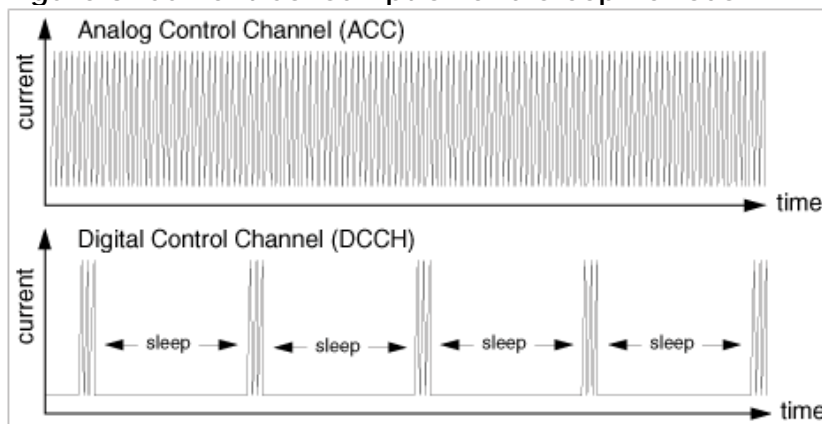 Analog Control Channel (ACC)
current
time
Digital Control Channel (DCCH)
current
sleep sleep sleep sleep
time